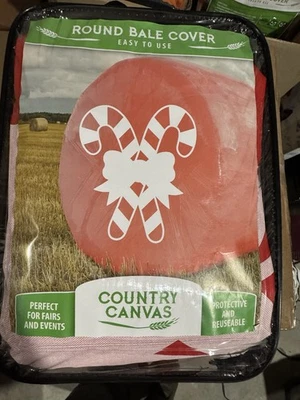 ROUND BALE COVER
EASY TO USE
COUNTRY
CANVAS
PERFECT
FOR FAIRS
AND EVENTS
PROTECTIVE
AND
REUSEABLE